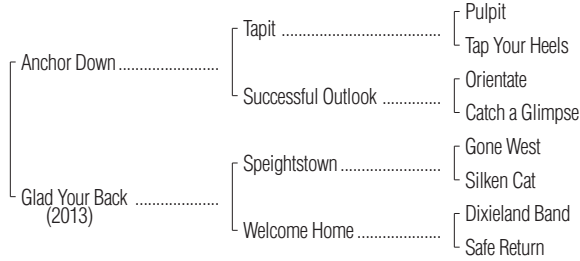 Pulpit
Tapit
Tap Your Heels
Anchor Down
Orientate
Successful Outlook
Catch a Glimpse
Gone West
Speightstown
Silken Cat
Glad Your Back
(2013)
Dixieland Band
Welcome Home
Safe Return